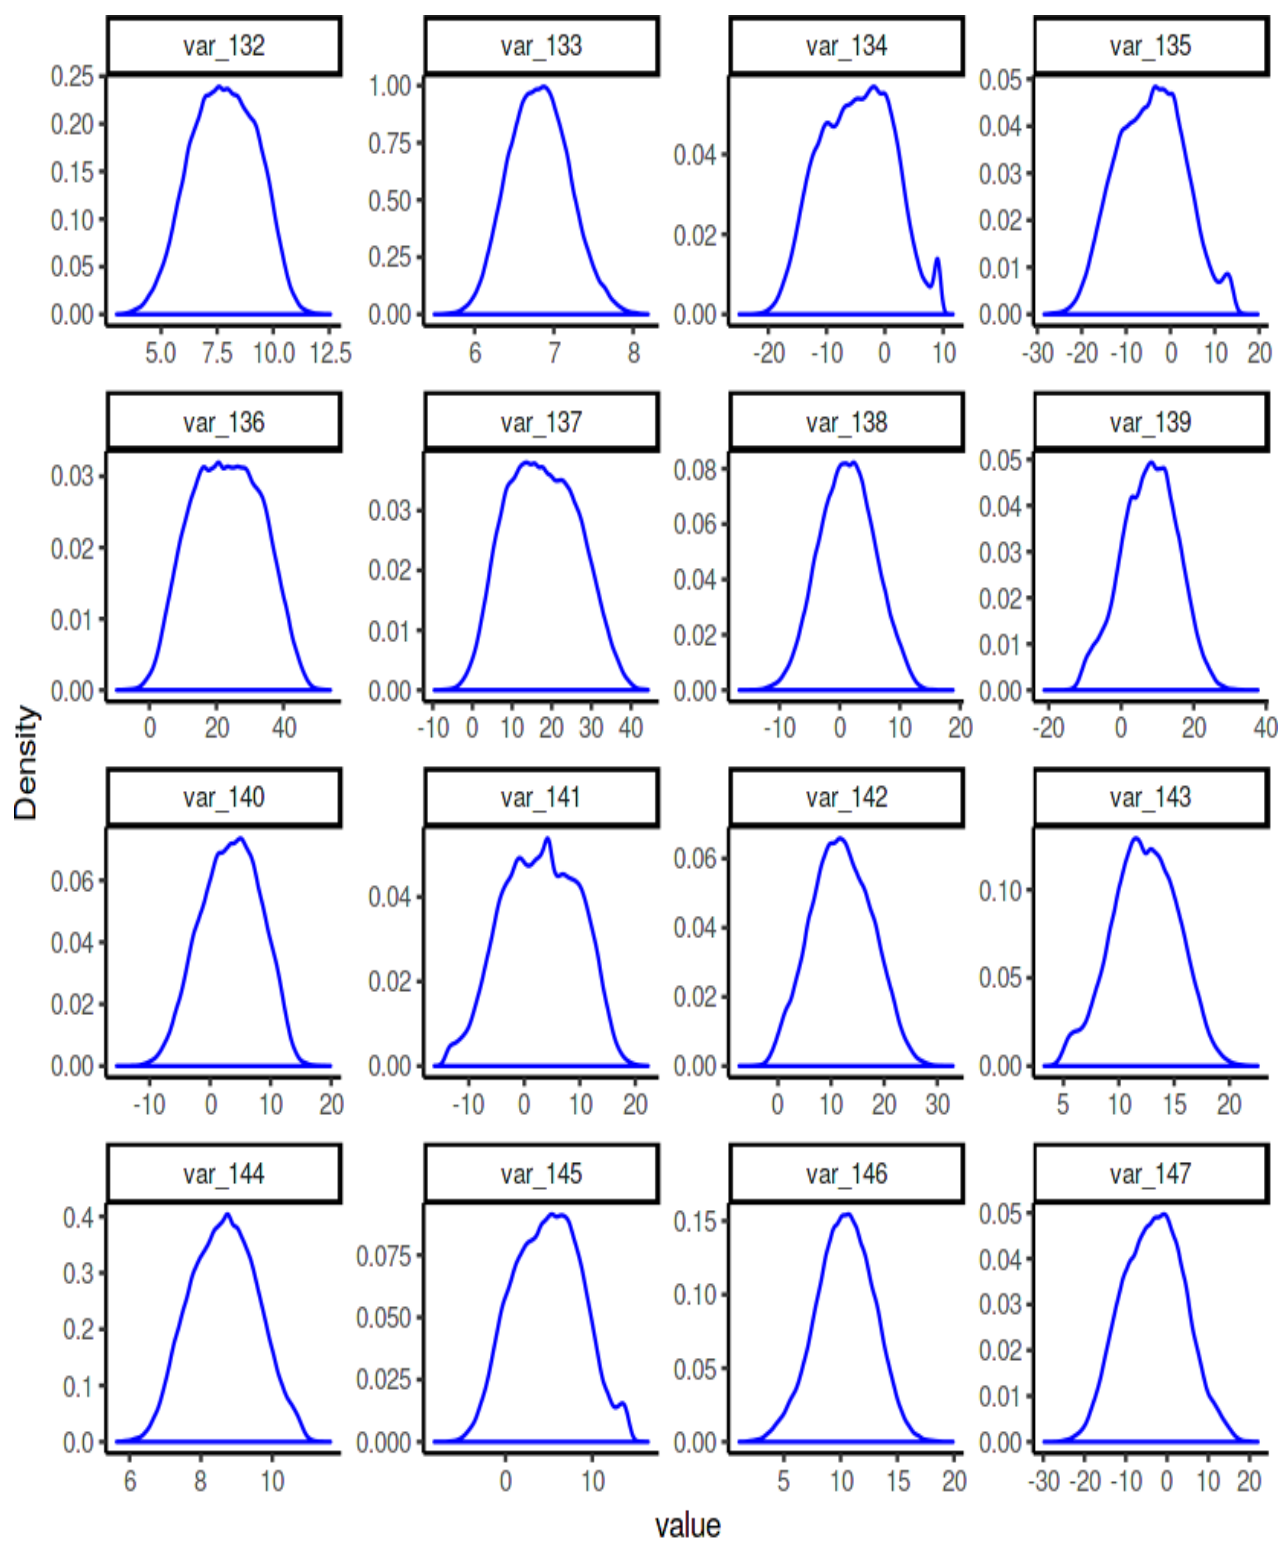 var_132 var_133 var_134 var_135
0.25 0.20 0.15 0.10 0.05 0.00
1.00 0.75 0.50 0.25 0.00
0.04 0.02 0.00
0.05 0.04 0.03 0.02 0.01 0.00
5.0 7.5 10.0 12.5
6 7 8
-20 -10 0 10
-30 -20 -10 0 10 20
var_136 var_137 var_138 var_139
0.03 0.02 0.01 0.00
0.03 0.02 0.01 0.00
0.08 0.06 0.04 0.02 0.00
0.05 0.04 0.03 0.02 0.01 0.00
0 20 40
-10 0 10 20 30 40
-10 0 10 20
-20 0 20 40
Density
var_140 var_141 var_142 var_143
0.06 0.04 0.02 0.00
0.04 0.02 0.00
0.06 0.04 0.02 0.00
0.10 0.05 0.00
-10 0 10 20
-10 0 10 20
0 10 20 30
5 10 15 20
var_144 var_145 var_146 var_147
0.4 0.3 0.2 0.1 0.0
0.075 0.050 0.025 0.000
0.15 0.10 0.05 0.00
0.05 0.04 0.03 0.02 0.01 0.00
6 8 10
0 10
5 10 15 20
-30 -20 -10 0 10 20
value